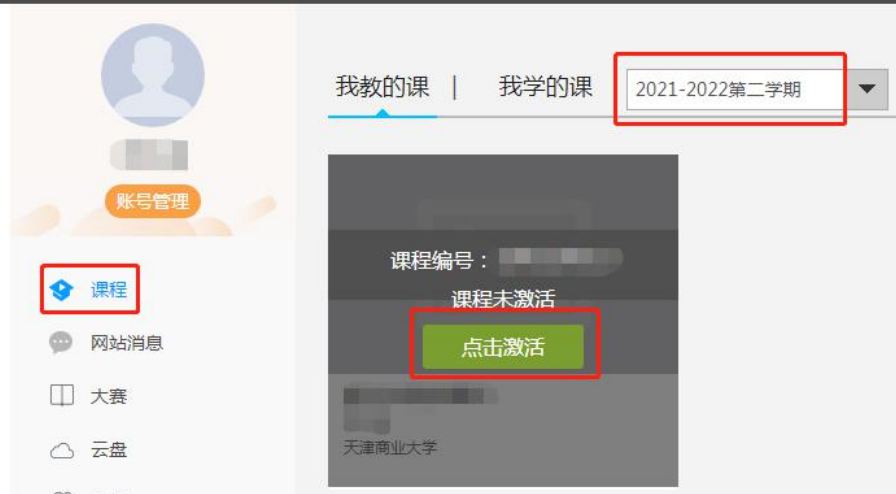 我教的课 | 我学的课 2021-2022第二学期
账号管理
课程
网站消息
大赛
云盘
课程编号：
课程未激活
点击激活
天津商业大学